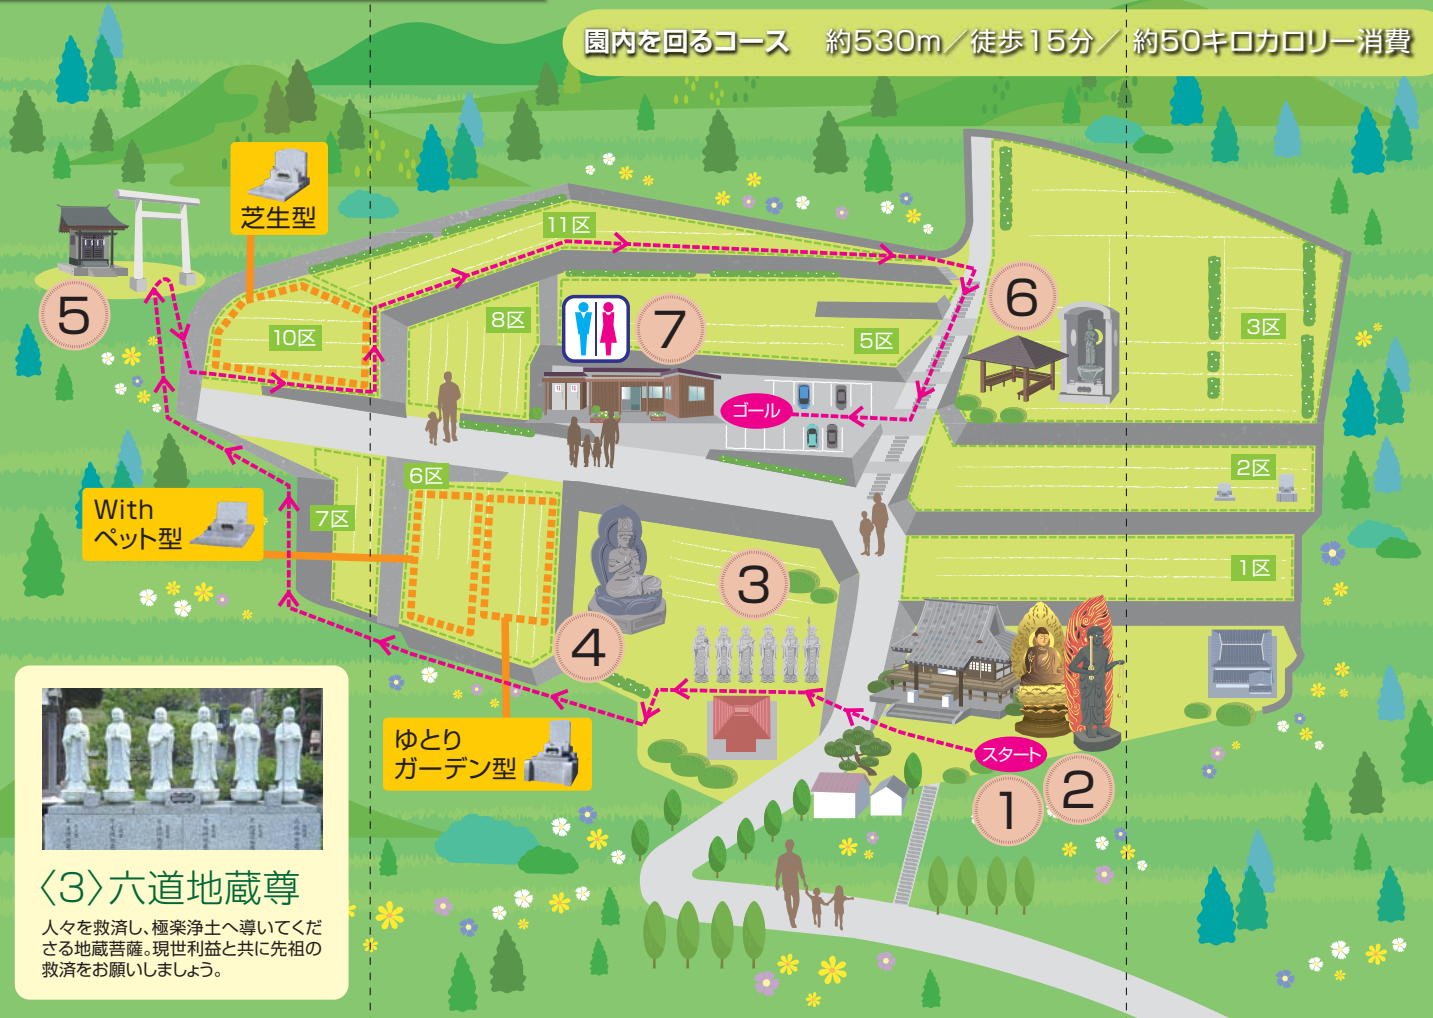 園内を回るコース 約530m／徒歩15分／約50キロカロリー消費
芝生型
11区
5
10区
8区
7
5区
6
3区
ゴール
2区
With
ペット型
6区
7区
1区
3
4
ゆとり
ガーデン型
スタート
1
2
〈3〉六道地蔵尊
人々を救済し、極楽浄土へ導いてくだ
さる地蔵菩薩。現世利益と共に先祖の
救済をお願いしましょう。